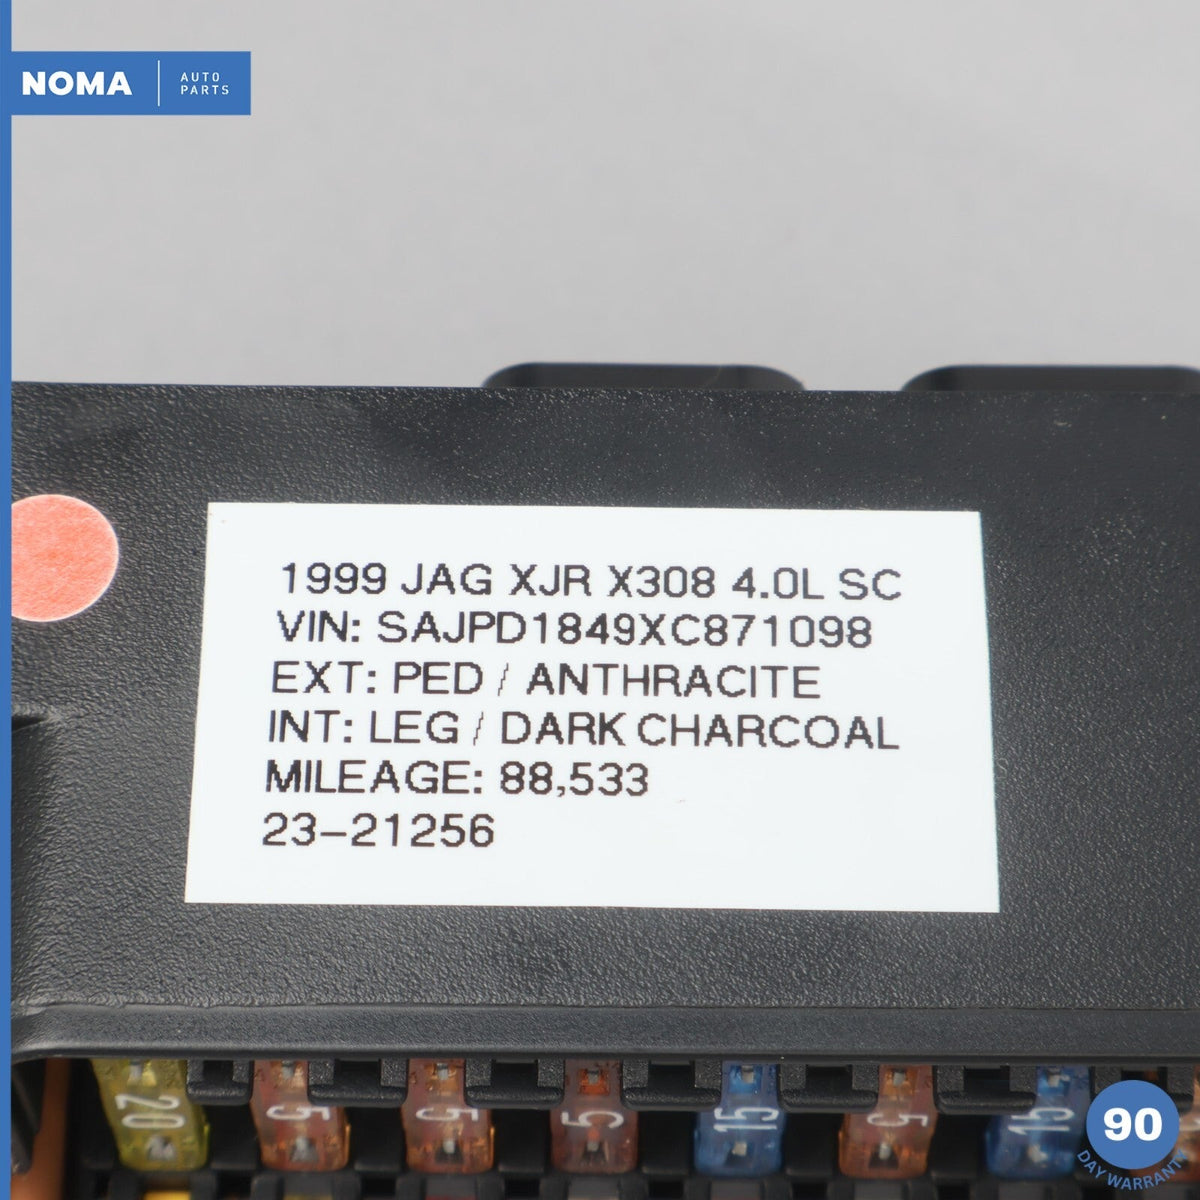 NOMA AUTO PARTS
1999 JAG XJR X308 4.0L SC
VIN: SAJPD1849XC871098
EXT: PED / ANTHRACITE
INT: LEG / DARK CHARCOAL
MILEAGE: 88,533
23-21256
20 5 5 5 15 5 15
90
DAY WARRANTY